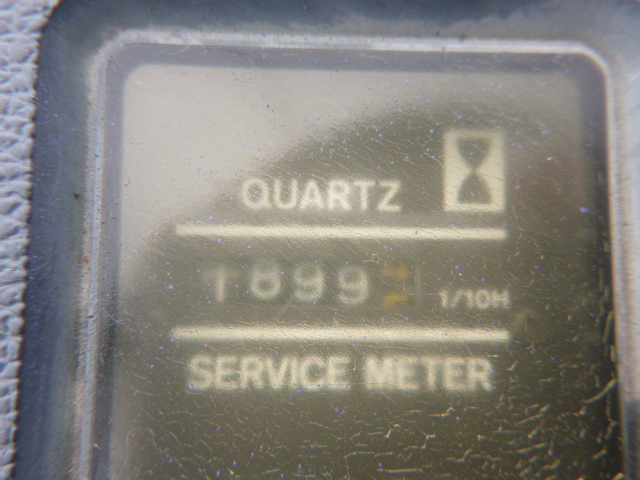 QUARTZ
1899 1/10H
SERVICE METER